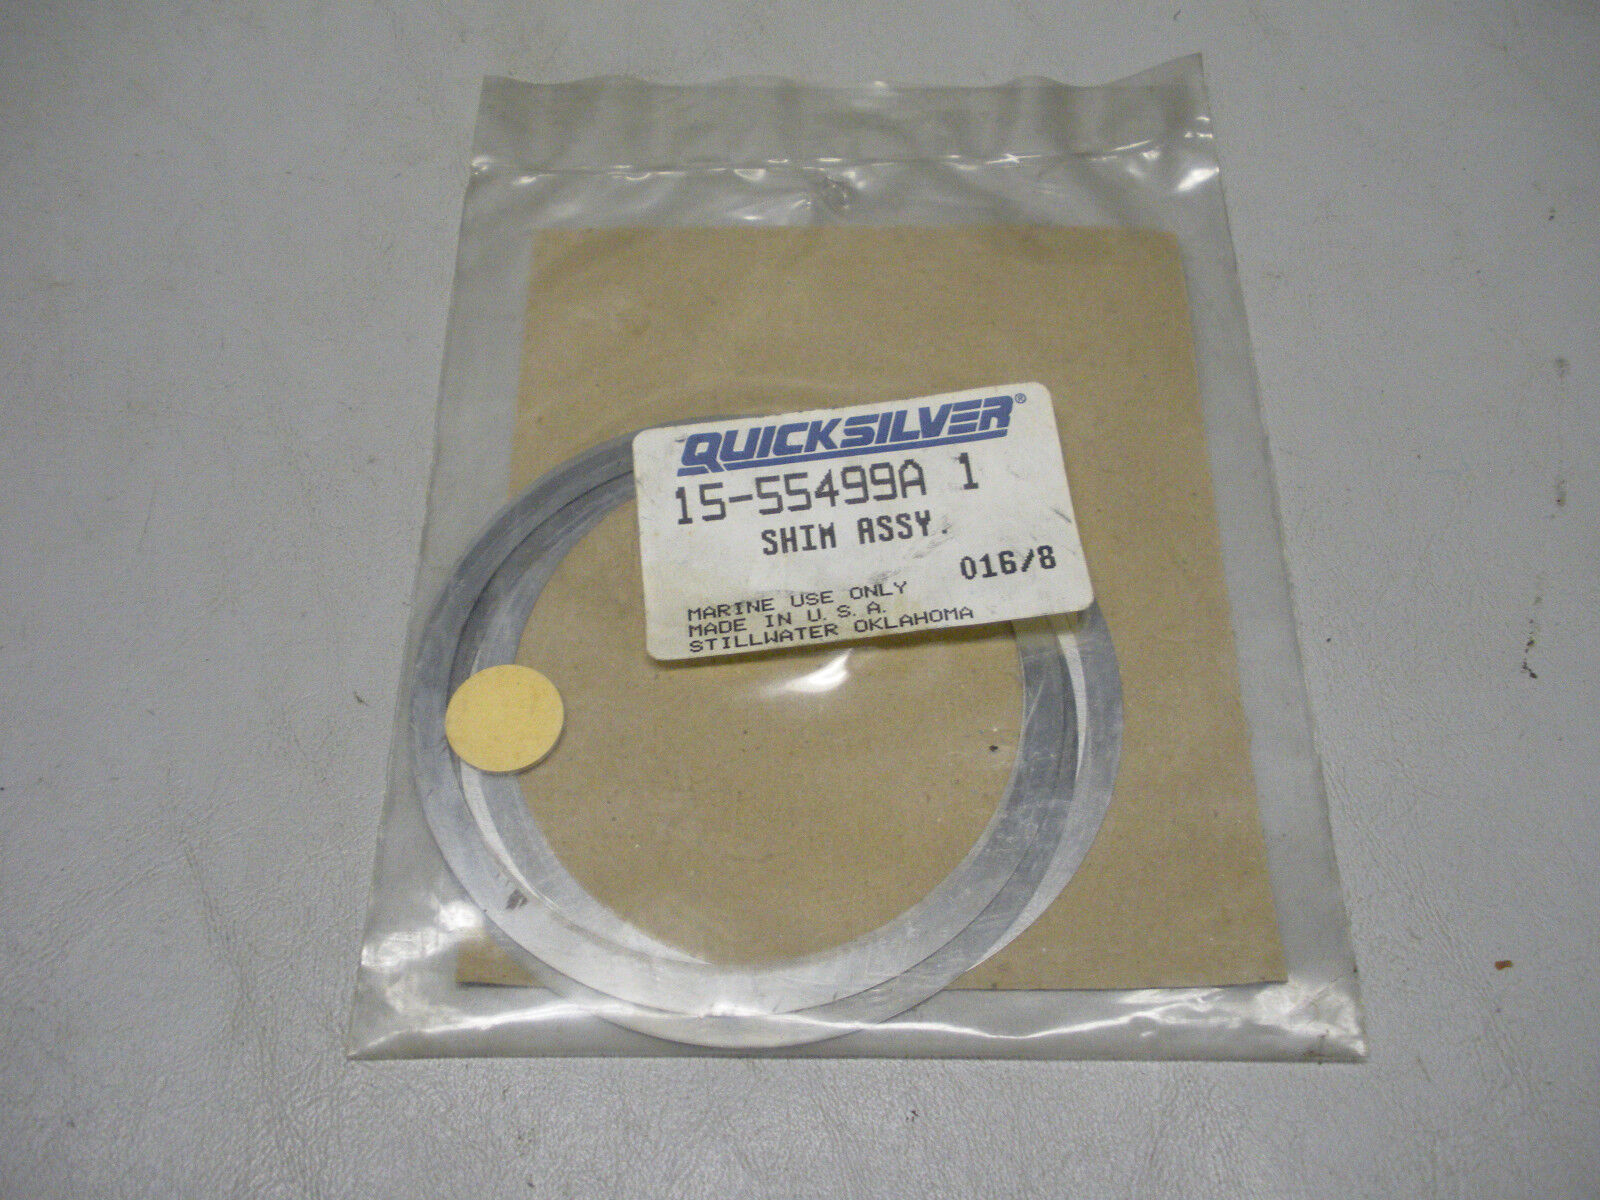 QUICKSILVER®
15-55499A 1
SHIM ASSY.
016/8
MARINE USE ONLY
MADE IN U.S.A.
STILLWATER OKLAHOMA